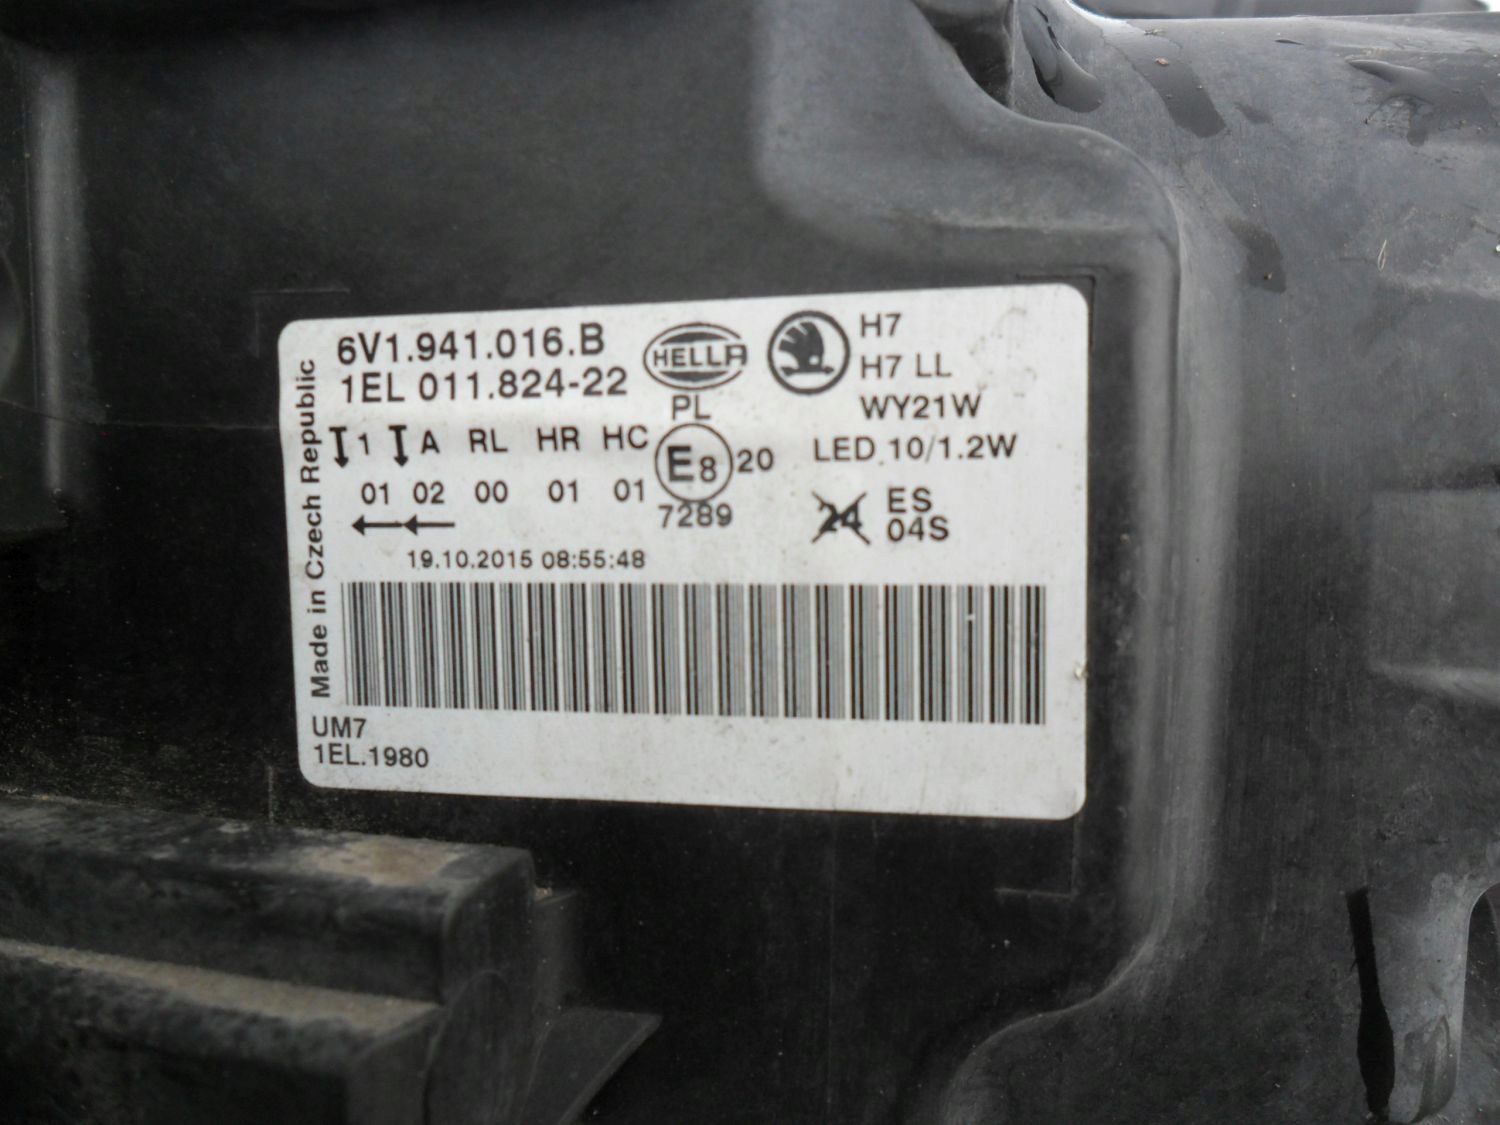 6V1.941.016.B
1EL 011.824-22
HELLA
H7
H7 LL
WY21W
LED 10/1.2W
PL
1 A RL HR HC
E8 20
01 02 00 01 01
7289
24
ES
04S
19.10.2015 08:55:48
Made in Czech Republic
UM7
1EL.1980